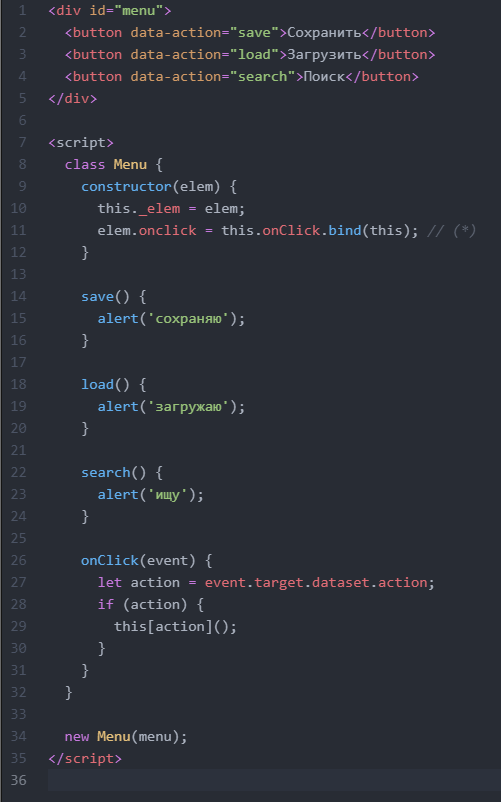 1 <div id="menu">
2   <button data-action="save">Сохранить</button>
3   <button data-action="load">Загрузить</button>
4   <button data-action="search">Поиск</button>
5 </div>
6
7 <script>
8   class Menu {
9     constructor(elem) {
10       this._elem = elem;
11       elem.onclick = this.onClick.bind(this); // (*)
12     }
13
14     save() {
15       alert('сохраняю');
16     }
17
18     load() {
19       alert('загружаю');
20     }
21
22     search() {
23       alert('ищу');
24     }
25
26     onClick(event) {
27       let action = event.target.dataset.action;
28       if (action) {
29         this[action]();
30       }
31     }
32   }
33
34   new Menu(menu);
35 </script>
36